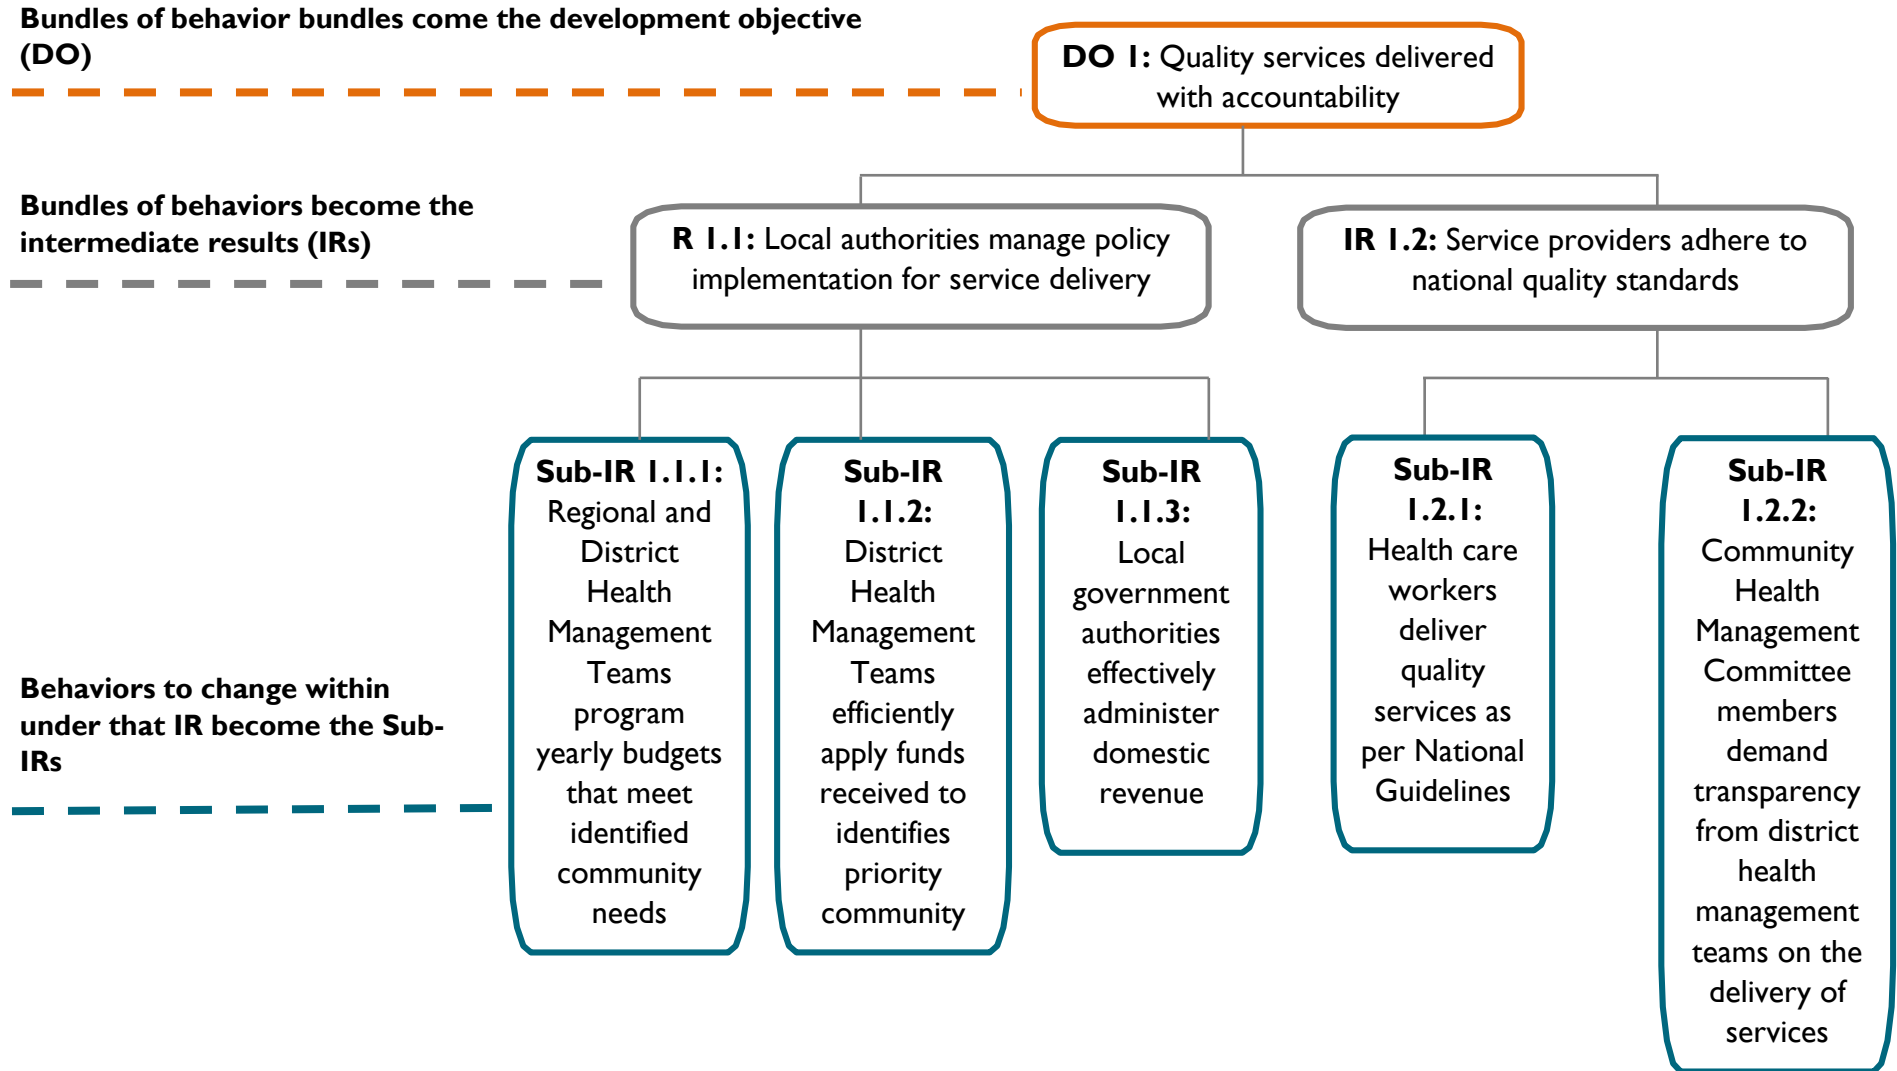 Bundles of behavior bundles come the development objective
(DO)
DO 1: Quality services delivered
with accountability
Bundles of behaviors become the
intermediate results (IRs)
R 1.1: Local authorities manage policy
implementation for service delivery
IR 1.2: Service providers adhere to
national quality standards
Behaviors to change within
under that IR become the Sub-
IRs
Sub-IR 1.1.1:
Regional and
District
Health
Management
Teams
program
yearly budgets
that meet
identified
community
needs
Sub-IR
1.1.2:
District
Health
Management
Teams
efficiently
apply funds
received to
identifies
priority
community
Sub-IR
1.1.3:
Local
government
authorities
effectively
administer
domestic
revenue
Sub-IR
1.2.1:
Health care
workers
deliver
quality
services as
per National
Guidelines
Sub-IR
1.2.2:
Community
Health
Management
Committee
members
demand
transparency
from district
health
management
teams on the
delivery of
services